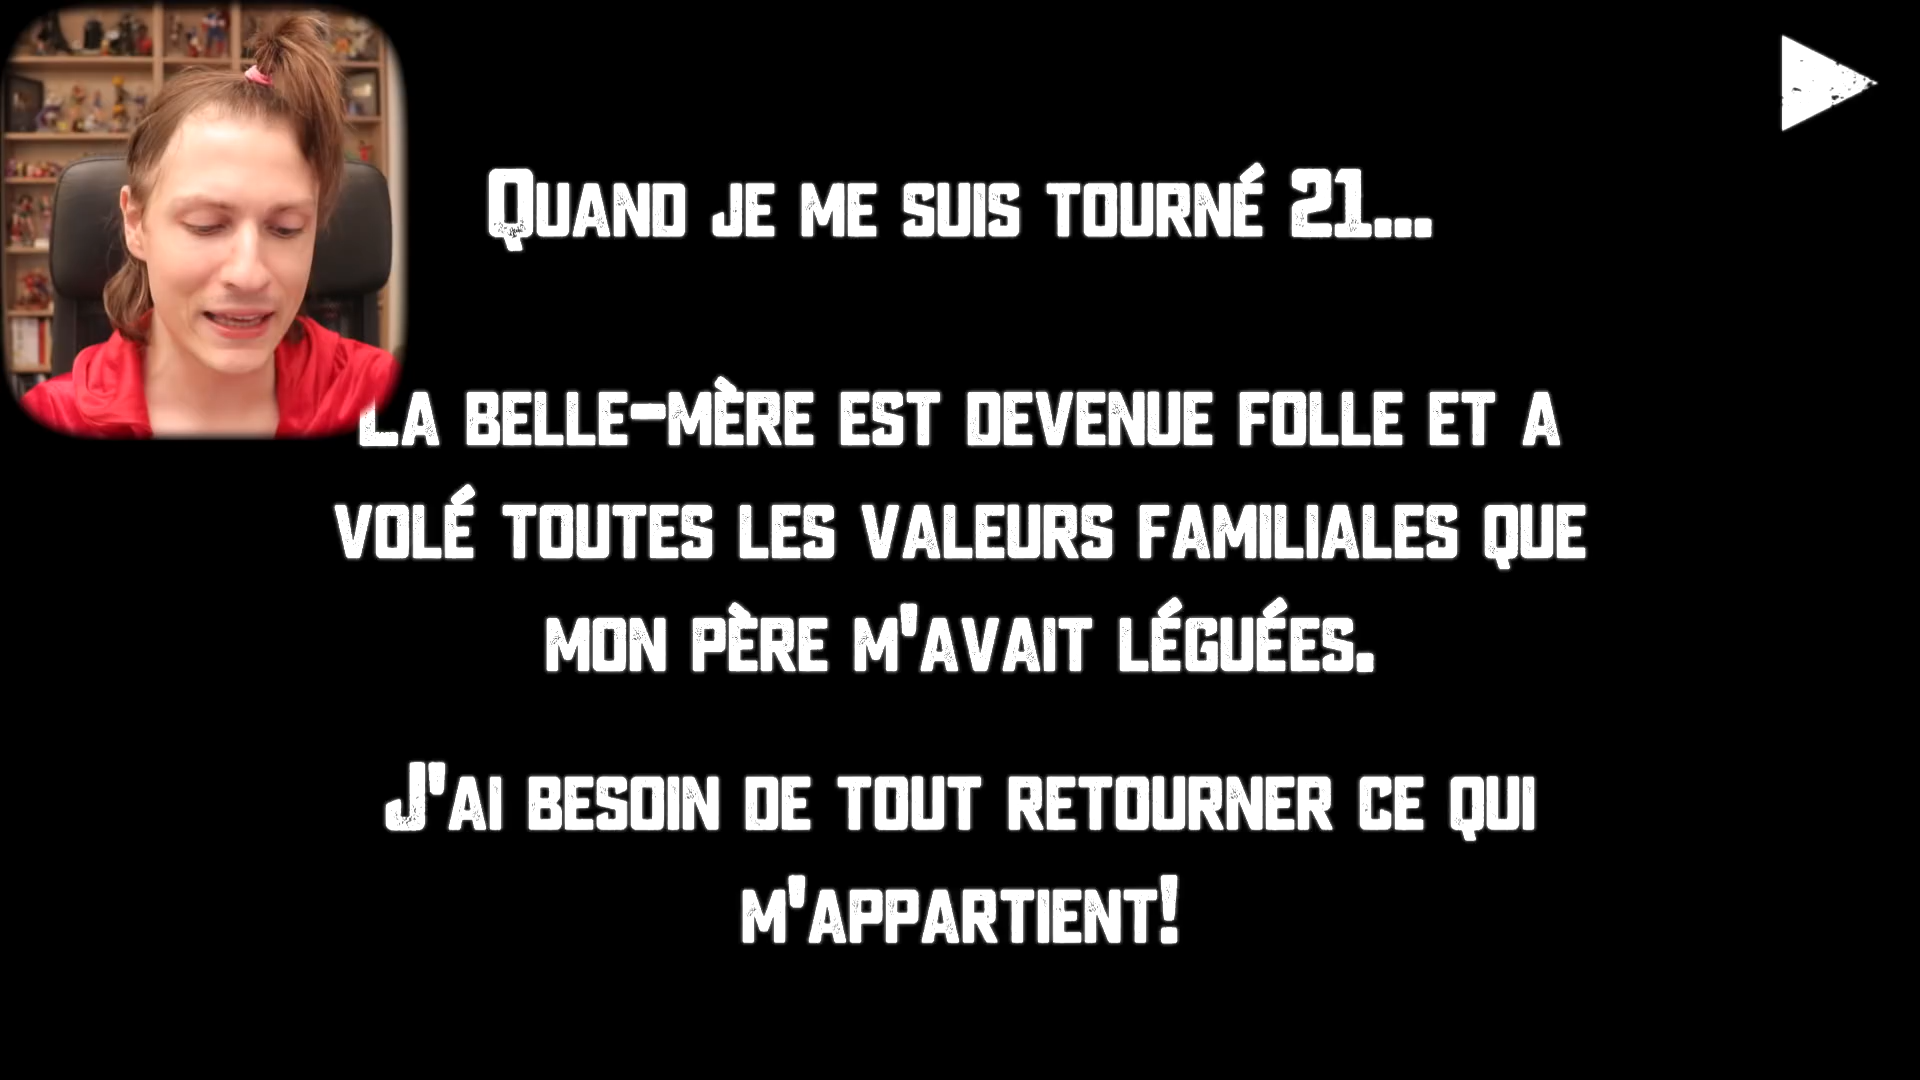 Quand je me suis tourné 21...
La belle-mère est devenue folle et a
volé toutes les valeurs familiales que
mon père m'avait léguées.
J'ai besoin de tout retourner ce qui
m'appartient!